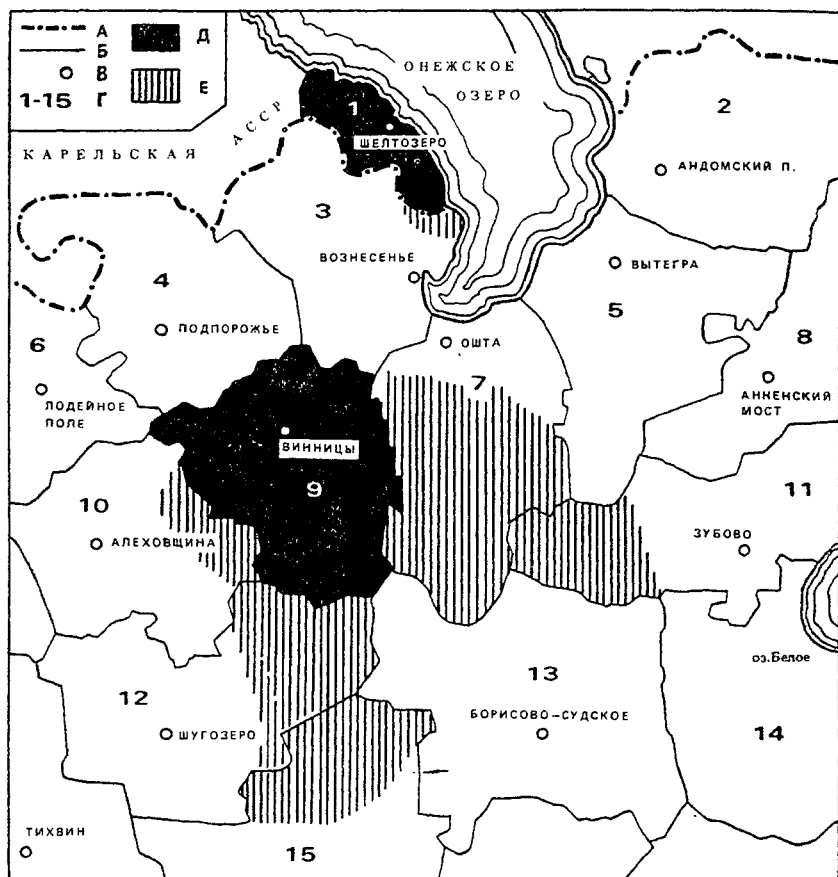 А
Б
В
1-15 Г
Д
Е
ОНЕЖСКОЕ
ОЗЕРО
КАРЕЛЬСКАЯ АССР
1
ШЕЛТОЗЕРО
2
АНДОМСКИЙ П.
3
ВОЗНЕСЕНЬЕ
ВЫТЕГРА
4
5
ПОДПОРОЖЬЕ
ОШТА
6
7
8
ЛОДЕЙНОЕ
ПОЛЕ
АННЕНСКИЙ
МОСТ
ВИННИЦЫ
9
10
11
АЛЕХОВЩИНА
ЗУБОВО
оз.Белое
12
13
БОРИСОВО-СУДСКОЕ
ШУГОЗЕРО
14
ТИХВИН
15